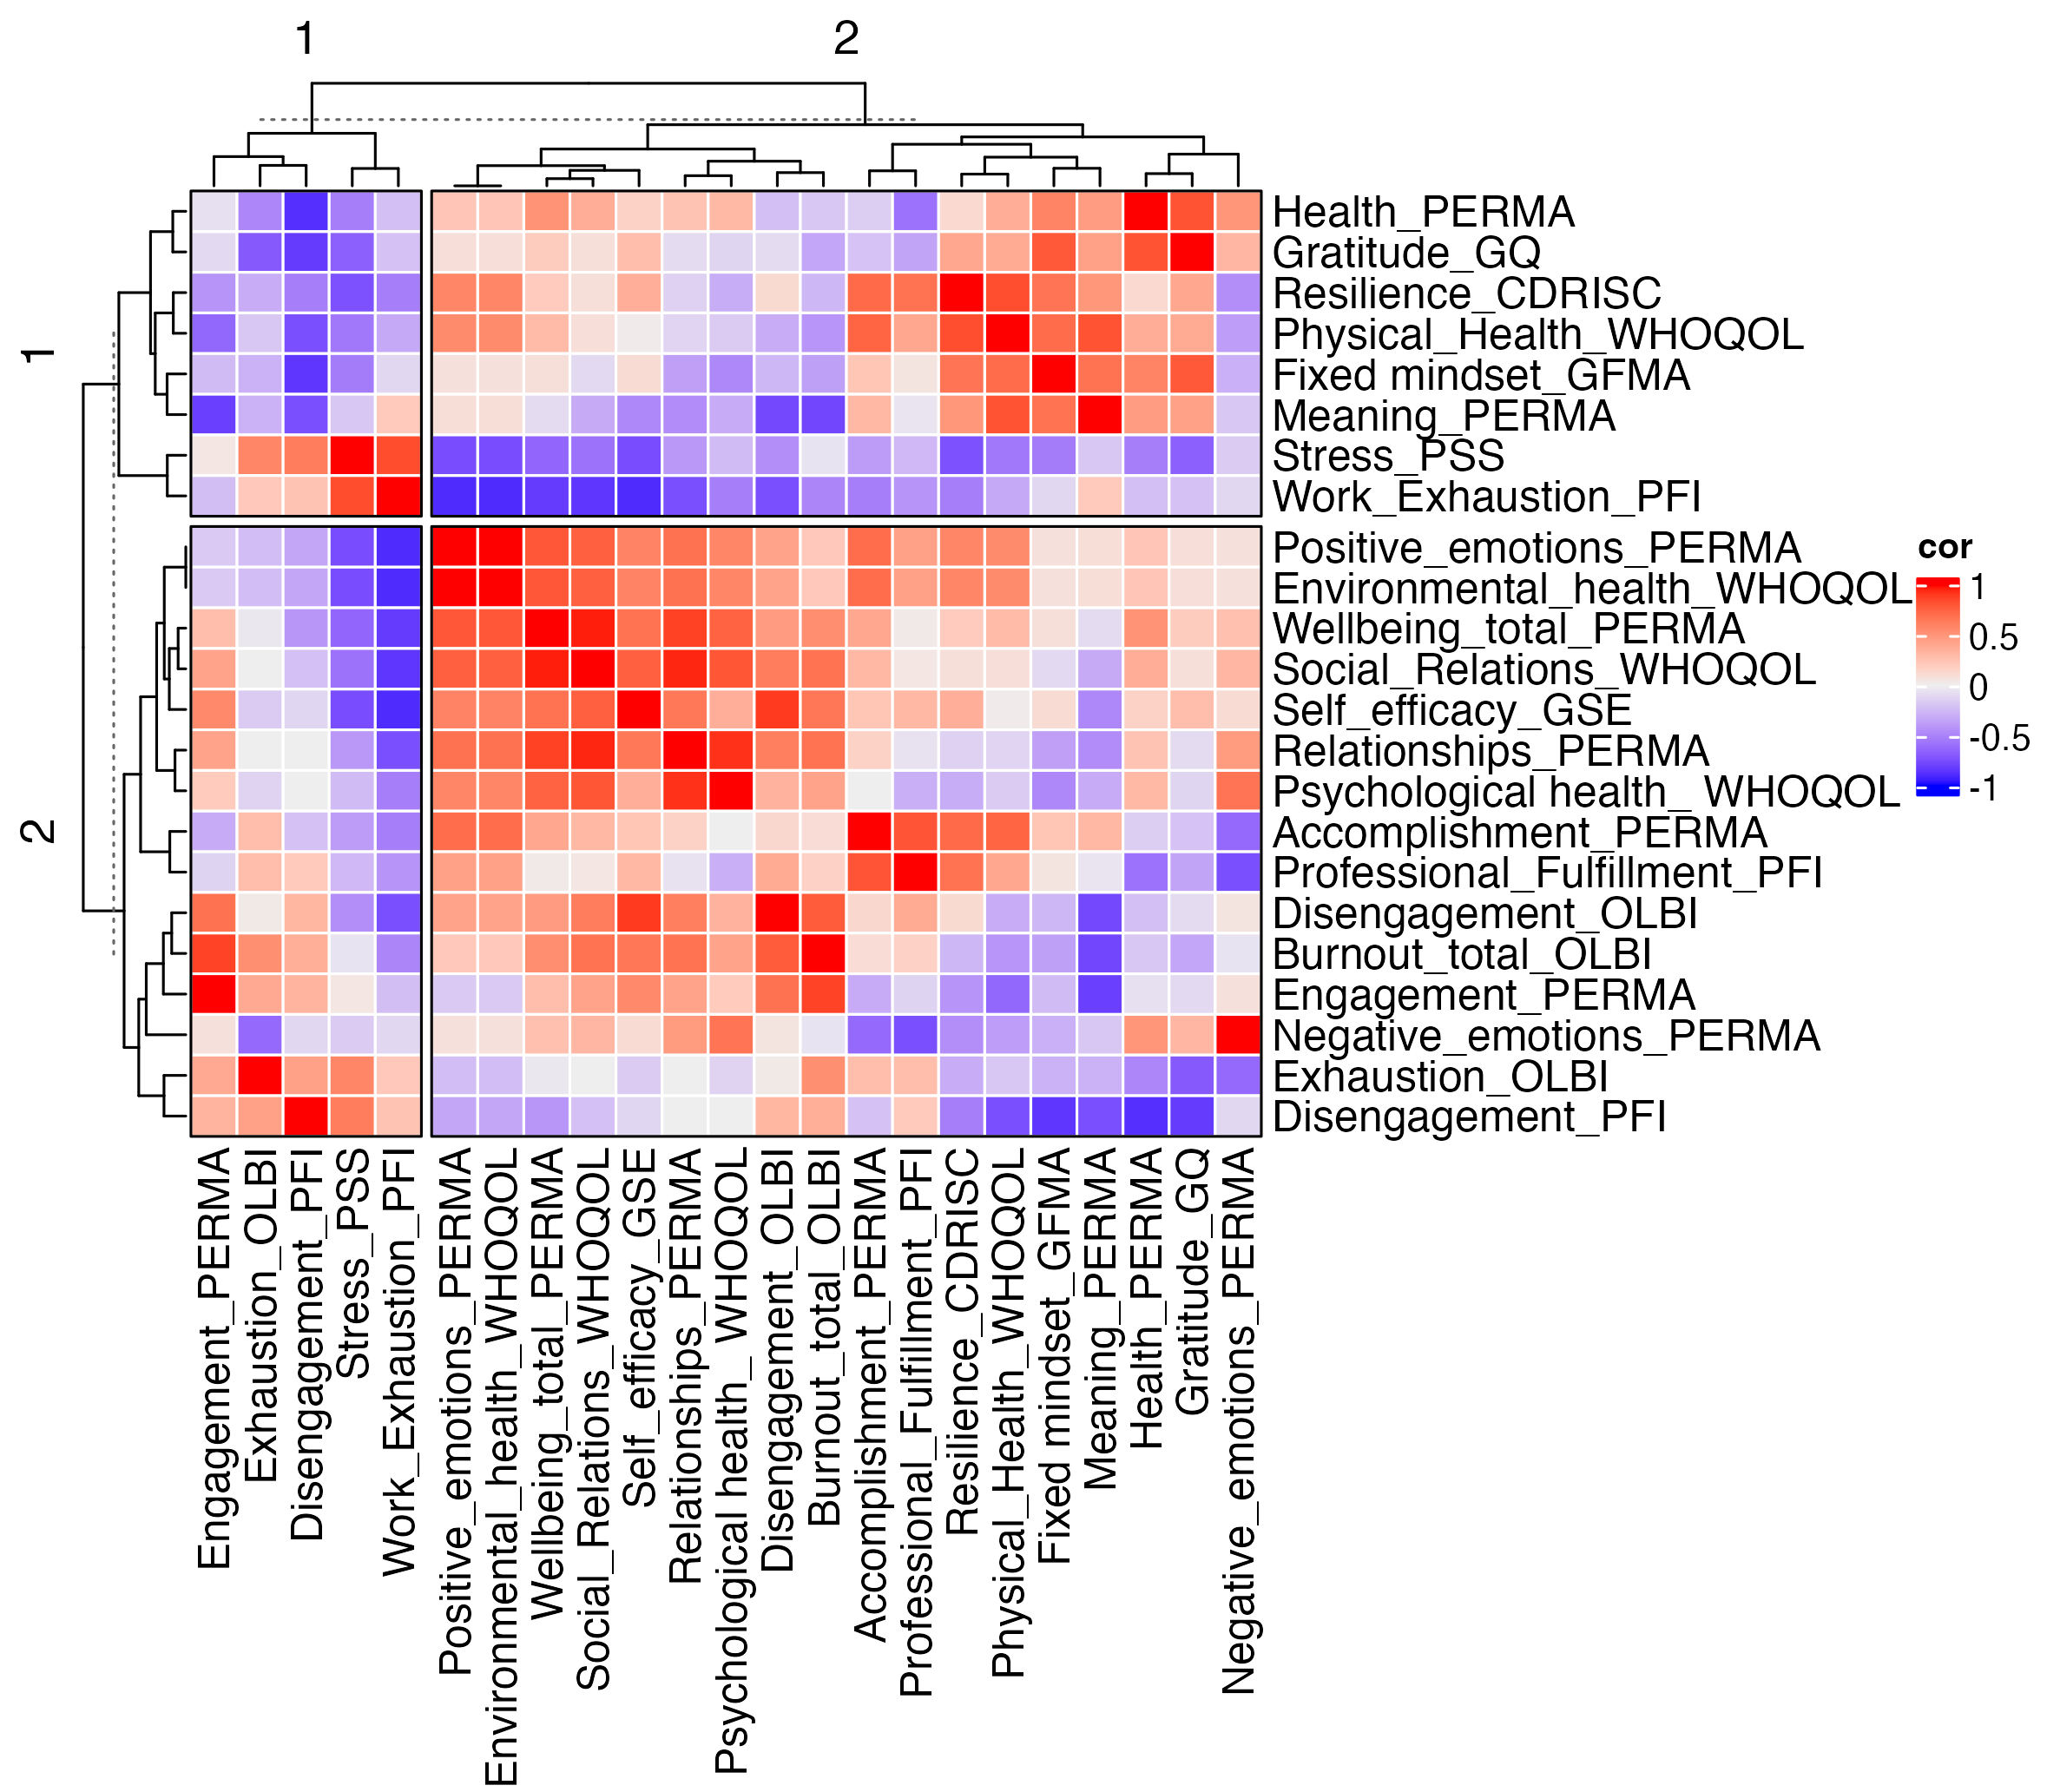 1
2
1
2
Health_PERMA
Gratitude_GQ
Resilience_CDRISC
Physical_Health_WHOQOL
Fixed mindset_GFMA
Meaning_PERMA
Stress_PSS
Work_Exhaustion_PFI
Positive_emotions_PERMA
Environmental_health_WHOQOL
Wellbeing_total_PERMA
Social_Relations_WHOQOL
Self_efficacy_GSE
Relationships_PERMA
Psychological health_ WHOQOL
Accomplishment_PERMA
Professional_Fulfillment_PFI
Disengagement_OLBI
Burnout_total_OLBI
Engagement_PERMA
Negative_emotions_PERMA
Exhaustion_OLBI
Disengagement_PFI
cor
1
0.5
0
-0.5
-1
Engagement_PERMA
Exhaustion_OLBI
Disengagement_PFI
Stress_PSS
Work_Exhaustion_PFI
Positive_emotions_PERMA
Environmental_health_WHOQOL
Wellbeing_total_PERMA
Social_Relations_WHOQOL
Self_efficacy_GSE
Relationships_PERMA
Psychological health_ WHOQOL
Disengagement_OLBI
Burnout_total_OLBI
Accomplishment_PERMA
Professional_Fulfillment_PFI
Resilience_CDRISC
Physical_Health_WHOQOL
Fixed mindset_GFMA
Meaning_PERMA
Health_PERMA
Gratitude_GQ
Negative_emotions_PERMA